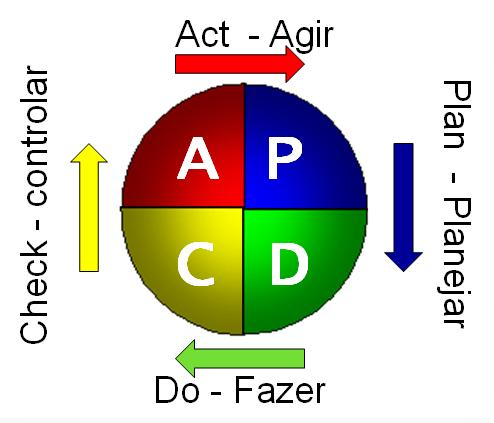 Act - Agir
Plan - Planejar
A P
C D
Check - controlar
Do - Fazer